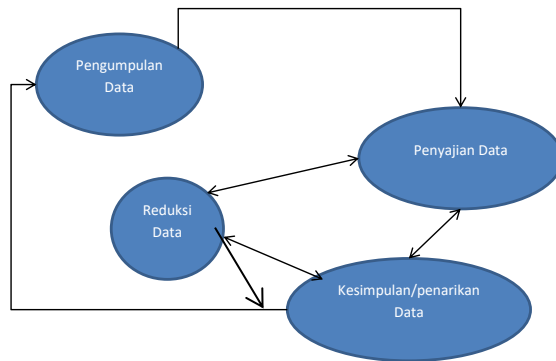 Pengumpulan
Data
Penyajian Data
Reduksi
Data
Kesimpulan/penarikan
Data